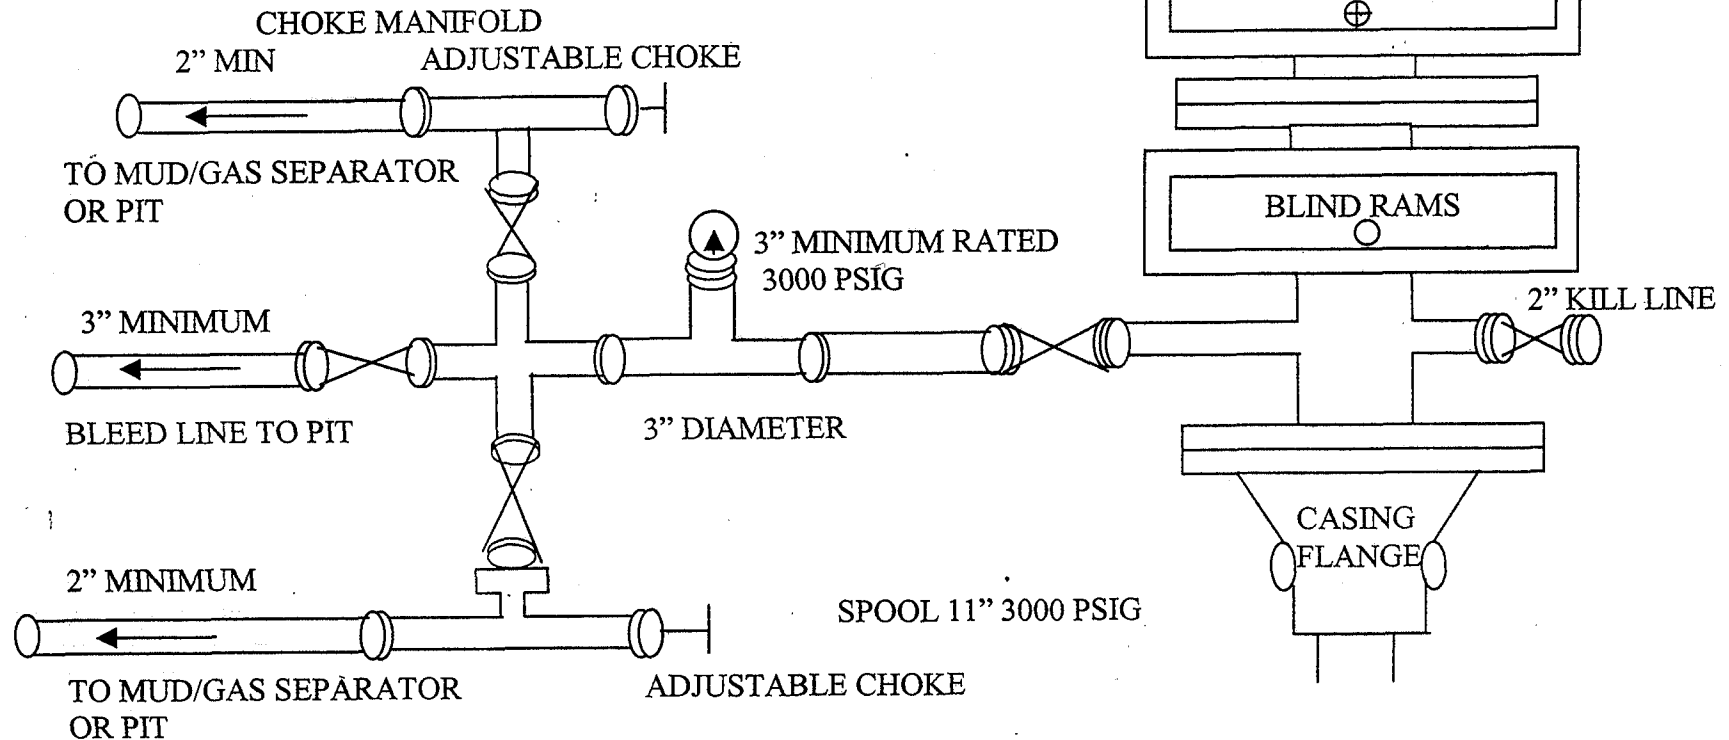 CHOKE MANIFOLD
2” MIN
ADJUSTABLE CHOKE
TO MUD/GAS SEPARATOR
OR PIT
BLIND RAMS
3” MINIMUM RATED
3000 PSIG
2” KILL LINE
3” MINIMUM
BLEED LINE TO PIT
3” DIAMETER
CASING
FLANGE
2” MINIMUM
SPOOL 11” 3000 PSIG
TO MUD/GAS SEPARATOR
OR PIT
ADJUSTABLE CHOKE